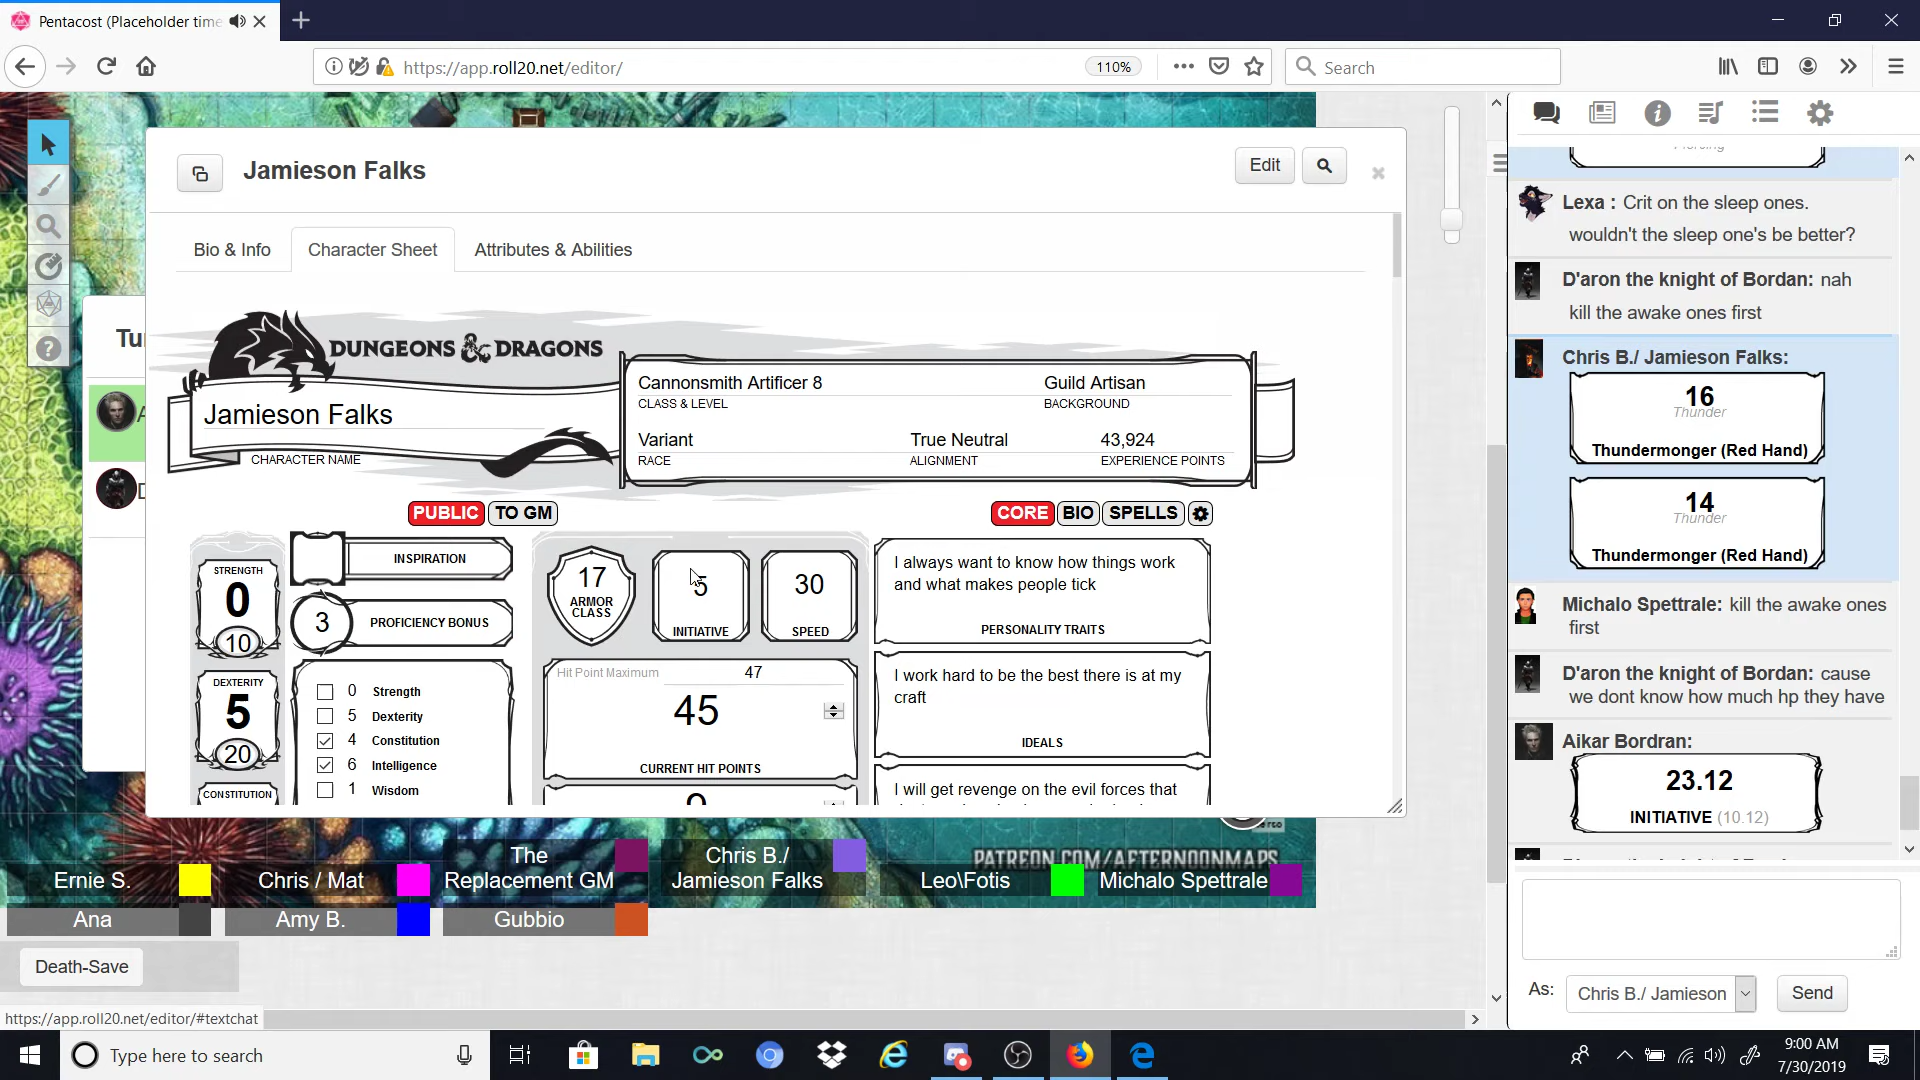 Pentacost (Placeholder time
https://app.roll20.net/editor/
110%
Search
Jamieson Falks
Edit
Bio & Info
Character Sheet
Attributes & Abilities
DUNGEONS & DRAGONS
Jamieson Falks
CHARACTER NAME
Cannonsmith Artificer 8
CLASS & LEVEL
Guild Artisan
BACKGROUND
Variant
RACE
True Neutral
ALIGNMENT
43,924
EXPERIENCE POINTS
PUBLIC
TO GM
CORE
BIO
SPELLS
STRENGTH
0
10
DEXTERITY
5
20
CONSTITUTION
INSPIRATION
3
PROFICIENCY BONUS
0 Strength
5 Dexterity
4 Constitution
6 Intelligence
1 Wisdom
17
ARMOR
CLASS
5
INITIATIVE
30
SPEED
Hit Point Maximum 47
45
CURRENT HIT POINTS
I always want to know how things work
and what makes people tick
PERSONALITY TRAITS
I work hard to be the best there is at my
craft
IDEALS
I will get revenge on the evil forces that
Lexa : Crit on the sleep ones.
wouldn't the sleep one's be better?
D'aron the knight of Bordan: nah
kill the awake ones first
Chris B./ Jamieson Falks:
16
Thunder
Thundermonger (Red Hand)
14
Thunder
Thundermonger (Red Hand)
Michalo Spettrale: kill the awake ones
first
D'aron the knight of Bordan: cause
we dont know how much hp they have
Aikar Bordran:
23.12
INITIATIVE (10.12)
As:
Chris B./ Jamieson
Send
PATREON.COM/AFTERNOONMAPS
Ernie S.
Chris / Mat
The
Replacement GM
Chris B./
Jamieson Falks
Leo\Fotis
Michalo Spettrale
Ana
Amy B.
Gubbio
Death-Save
https://app.roll20.net/editor/#textchat
Type here to search
9:00 AM
7/30/2019